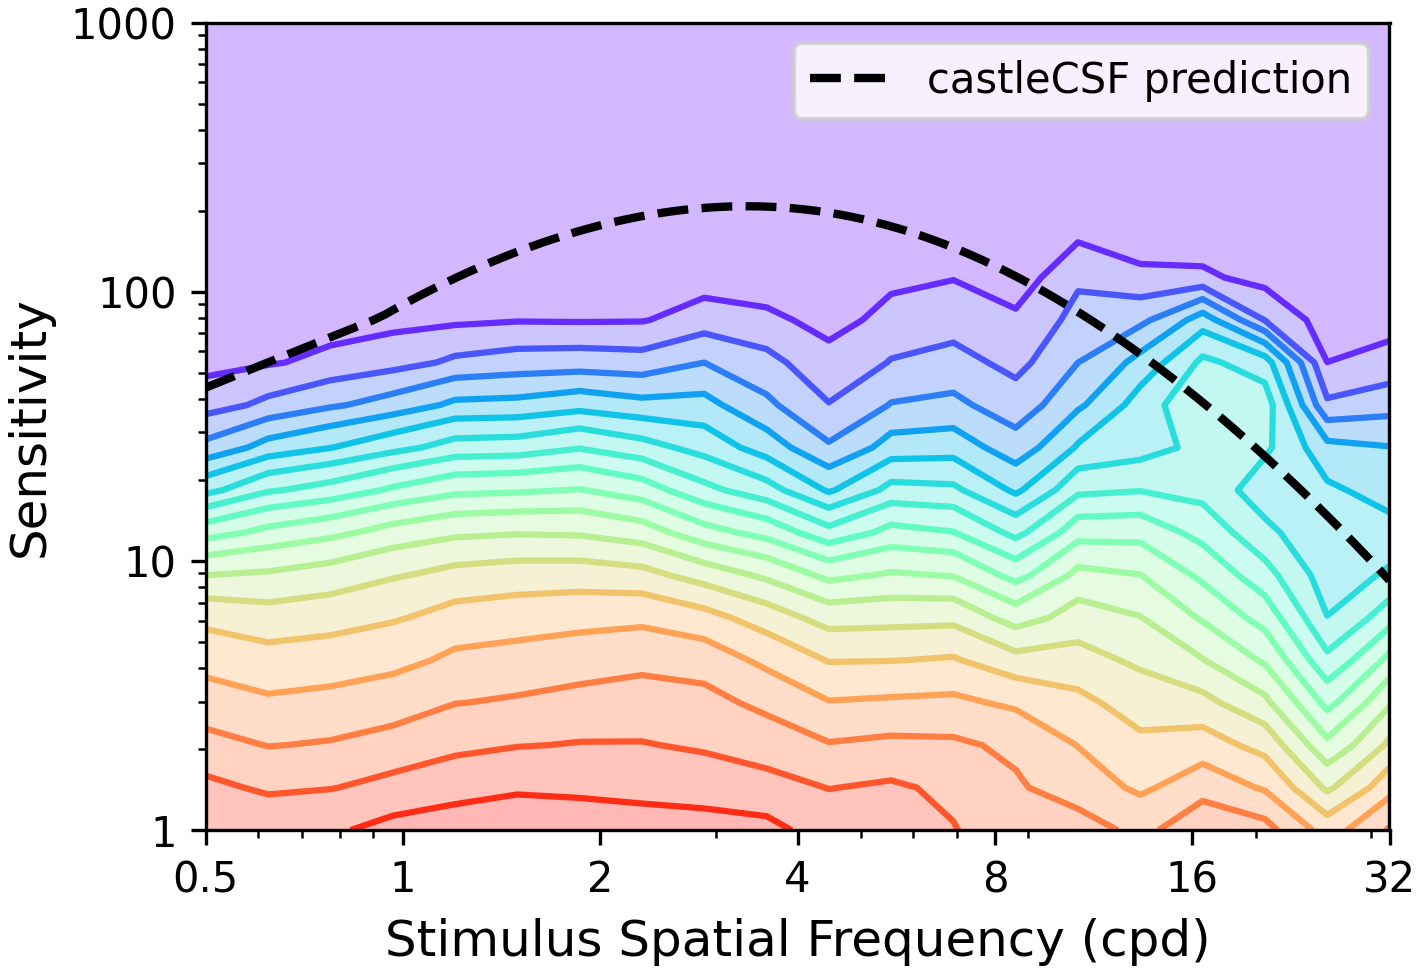 1000
100
10
1
Sensitivity
castleCSF prediction
0.5 1 2 4 8 16 32
Stimulus Spatial Frequency (cpd)